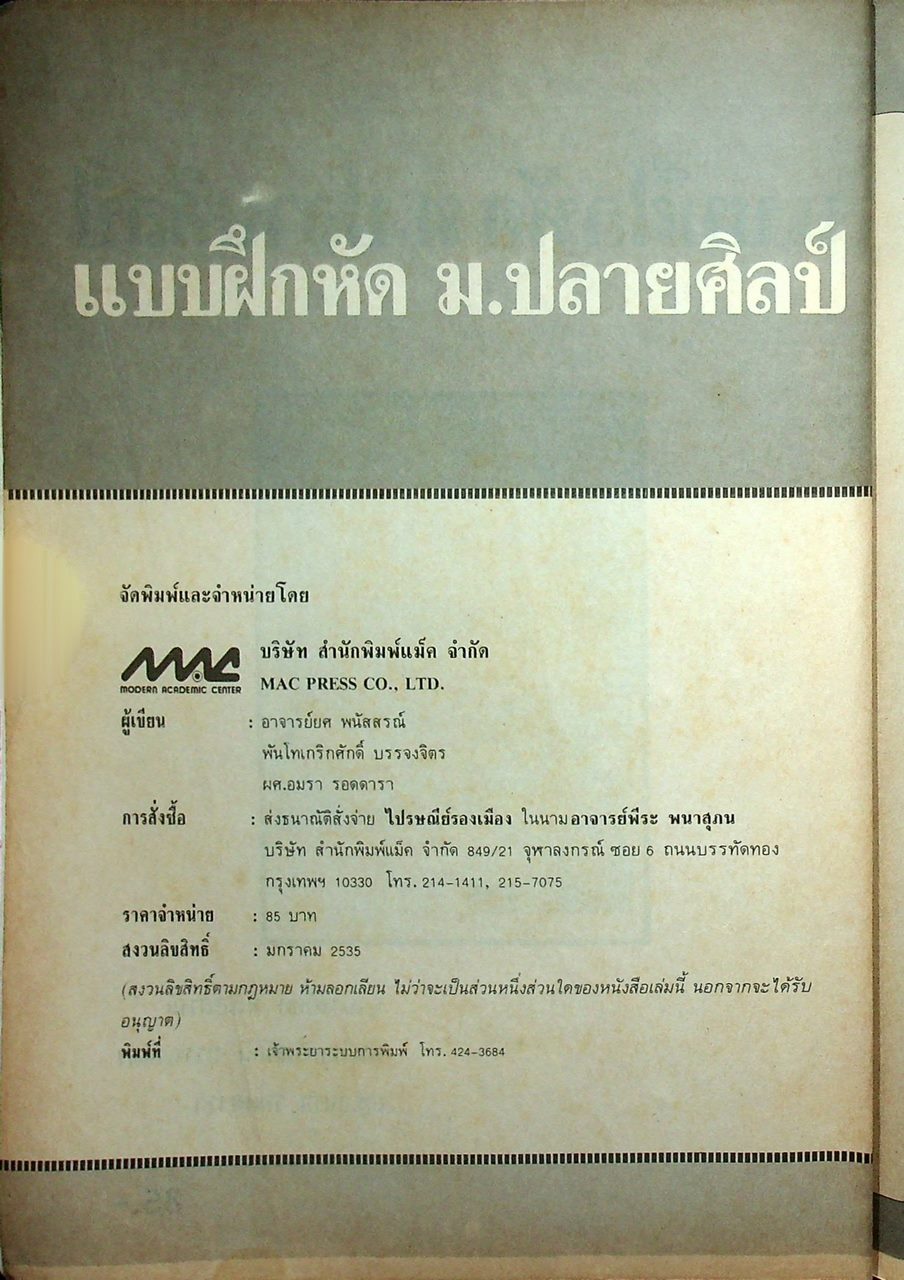 แบบฝึกหัด ม.ปลายศิลป์
จัดพิมพ์และจำหน่ายโดย
MAC
MODERN ACADEMIC CENTER
บริษัท สำนักพิมพ์แม็ค จำกัด
MAC PRESS CO., LTD.
ผู้เขียน : อาจารย์ยศ พนัสสรณ์
พันโทเกริกศักดิ์ บรรจงจิตร
ผศ.อมรา รอดดารา
การสั่งซื้อ : ส่งธนาณัติสั่งจ่าย ไปรษณีย์รองเมือง ในนามอาจารย์พีระ พนาสุภน
บริษัท สำนักพิมพ์แม็ค จำกัด 849/21 จุฬาลงกรณ์ ซอย 6 ถนนบรรทัดทอง
กรุงเทพฯ 10330 โทร. 214-1411, 215-7075
ราคาจำหน่าย : 85 บาท
สงวนลิขสิทธิ์ : มกราคม 2535
(สงวนลิขสิทธิ์ตามกฎหมาย ห้ามลอกเลียน ไม่ว่าจะเป็นส่วนหนึ่งส่วนใดของหนังสือเล่มนี้ นอกจากจะได้รับ
อนุญาต)
พิมพ์ที่ : เจ้าพระยาระบบการพิมพ์ โทร. 424-3684